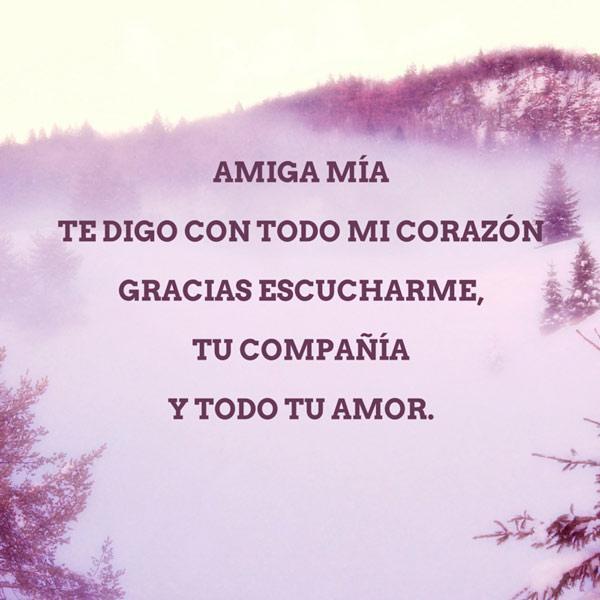 AMIGA MÍA
TE DIGO CON TODO MI CORAZÓN
GRACIAS ESCUCHARME,
TU COMPAÑÍA
Y TODO TU AMOR.